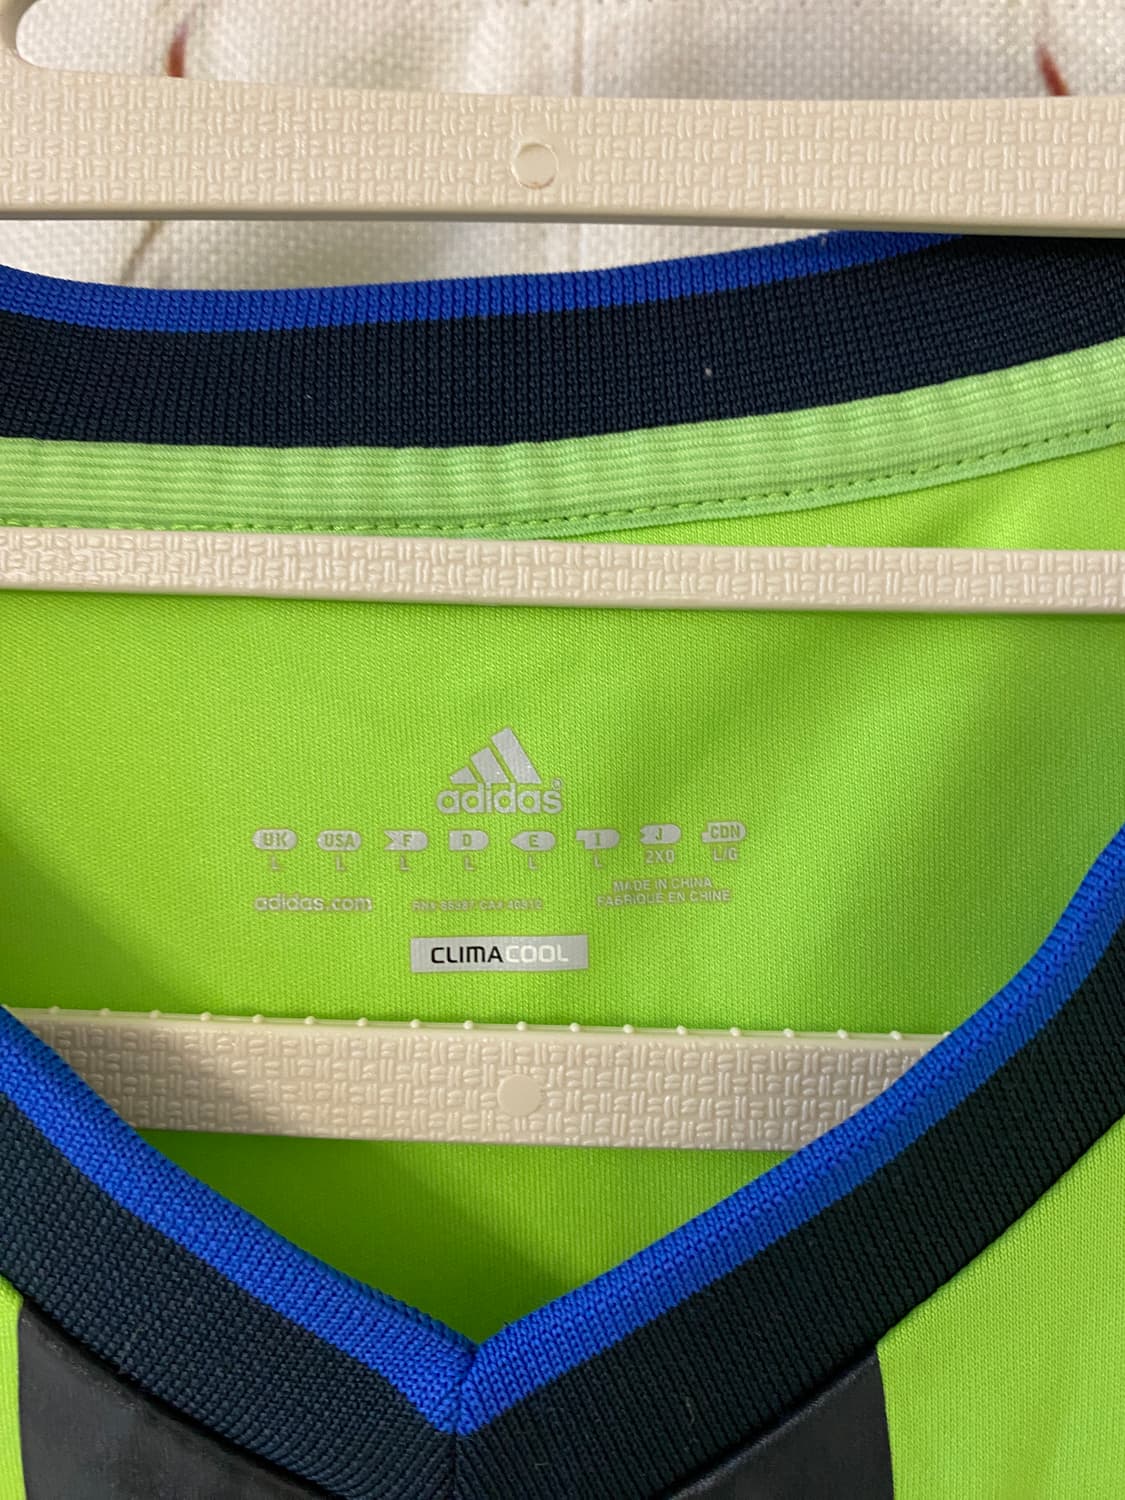 adidas®
UK USA F D E I J CDN
L L L L L L 2XO L/G
adidas.com
MADE IN CHINA
FABRIQUE EN CHINE
CLIMACOOL